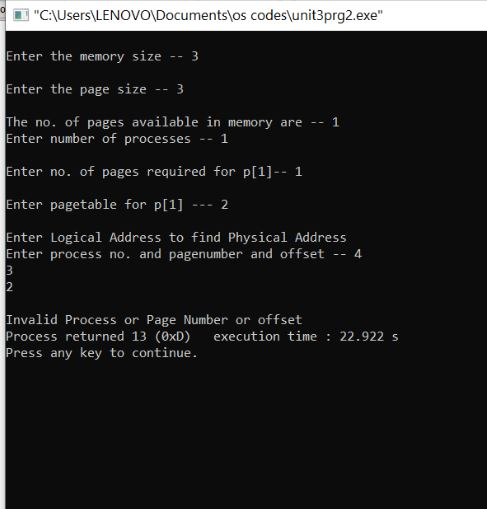 "C:\Users\LENOVO\Documents\os codes\unit3prg2.exe"
Enter the memory size -- 3
Enter the page size -- 3
The no. of pages available in memory are -- 1
Enter number of processes -- 1
Enter no. of pages required for p[1]-- 1
Enter pagetable for p[1] --- 2
Enter Logical Address to find Physical Address
Enter process no. and pagenumber and offset -- 4
3
2
Invalid Process or Page Number or offset
Process returned 13 (0xD)   execution time : 22.922 s
Press any key to continue.